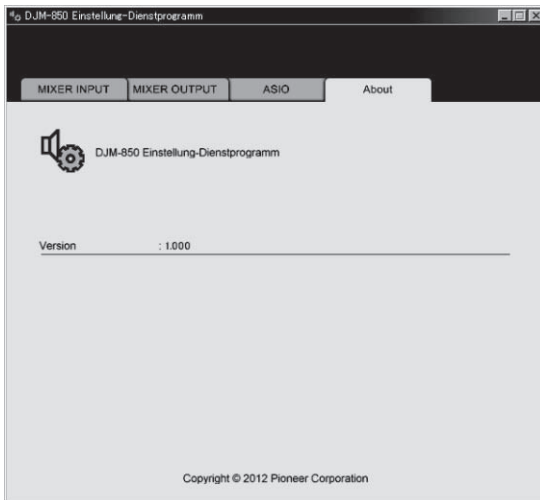 DJM-850 Einstellung-Dienstprogramm
MIXER INPUT MIXER OUTPUT ASIO About
DJM-850 Einstellung-Dienstprogramm
Version : 1.000
Copyright © 2012 Pioneer Corporation